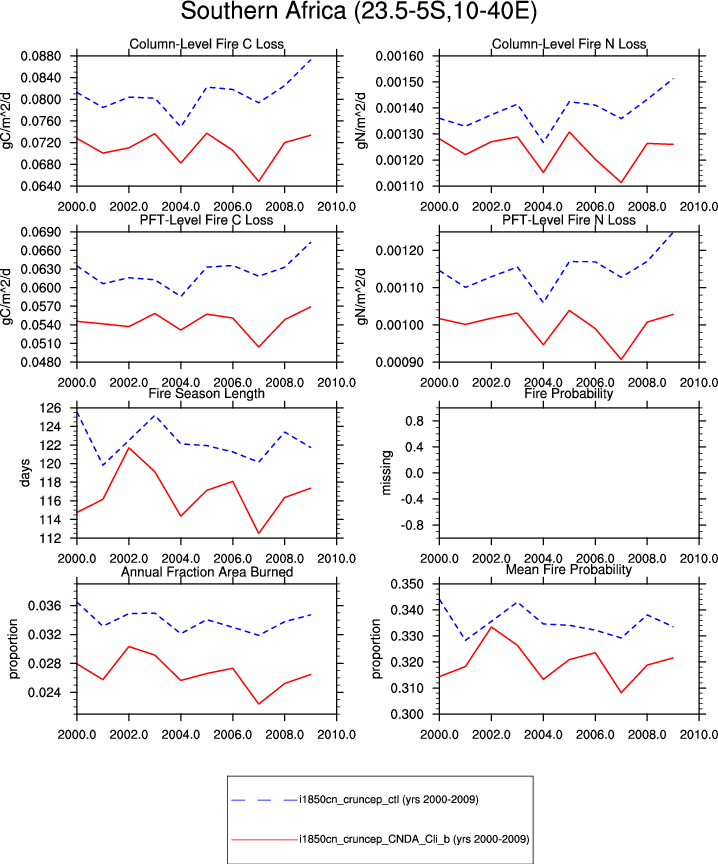 Southern Africa (23.5-5S,10-40E)
Column-Level Fire C Loss
gC/m^2/d
0.0880
0.0800
0.0720
0.0640
2000.0 2002.0 2004.0 2006.0 2008.0 2010.0
Column-Level Fire N Loss
gN/m^2/d
0.00160
0.00150
0.00140
0.00130
0.00120
0.00110
2000.0 2002.0 2004.0 2006.0 2008.0 2010.0
PFT-Level Fire C Loss
gC/m^2/d
0.0690
0.0630
0.0600
0.0570
0.0540
0.0510
0.0480
2000.0 2002.0 2004.0 2006.0 2008.0 2010.0
PFT-Level Fire N Loss
gN/m^2/d
0.00120
0.00110
0.00100
0.00090
2000.0 2002.0 2004.0 2006.0 2008.0 2010.0
Fire Season Length
days
126
124
122
120
118
116
114
112
2000.0 2002.0 2004.0 2006.0 2008.0 2010.0
Fire Probability
missing
0.8
0.4
0.0
-0.4
-0.8
2000.0 2002.0 2004.0 2006.0 2008.0 2010.0
Annual Fraction Area Burned
proportion
0.036
0.032
0.028
0.024
2000.0 2002.0 2004.0 2006.0 2008.0 2010.0
Mean Fire Probability
proportion
0.350
0.340
0.330
0.320
0.310
0.300
2000.0 2002.0 2004.0 2006.0 2008.0 2010.0
i1850cn_cruncep_ctl (yrs 2000-2009)
i1850cn_cruncep_CNDA_Cli_b (yrs 2000-2009)